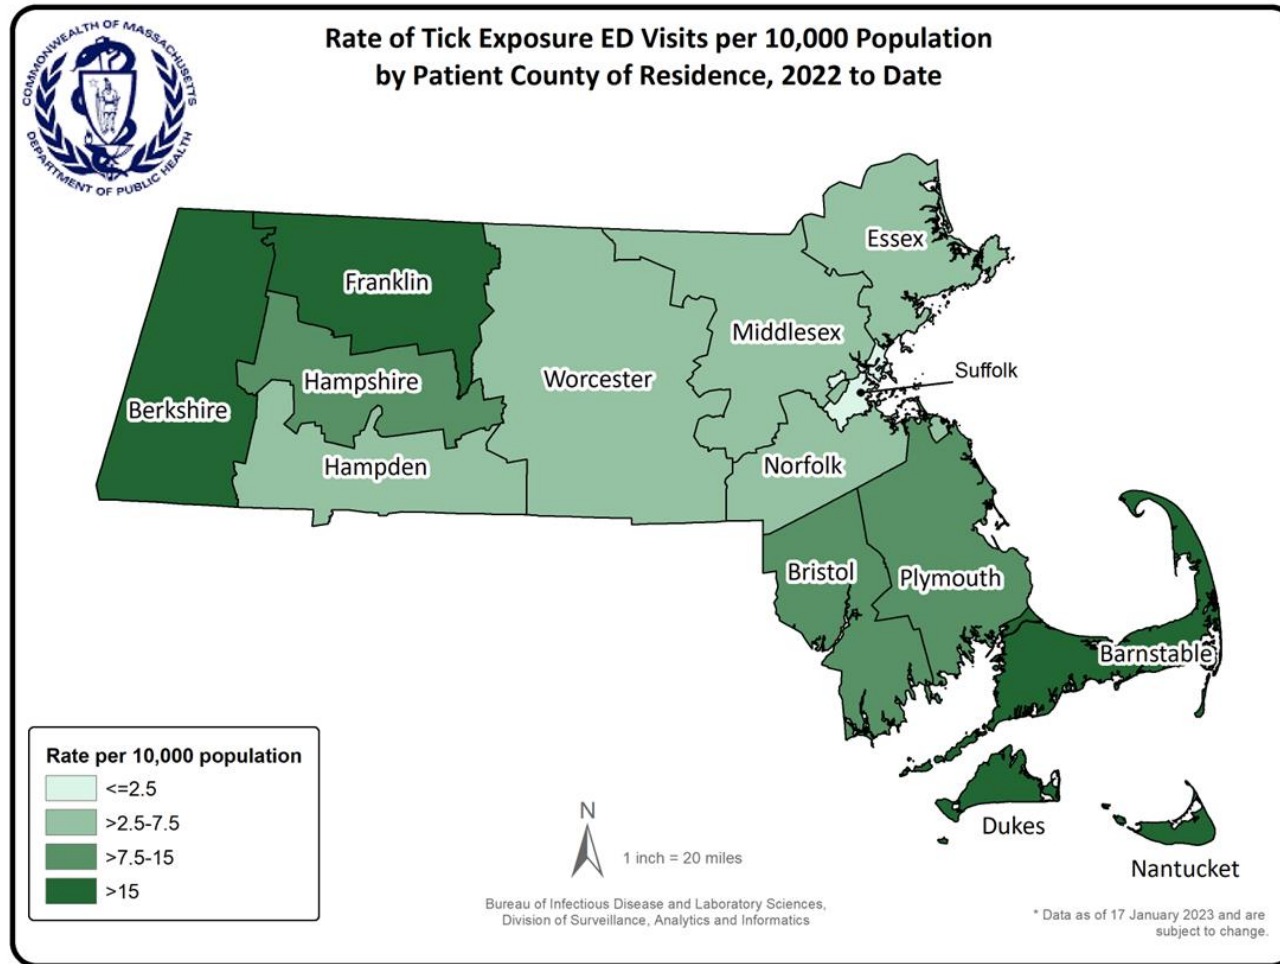 COMMONWEALTH OF MASSACHUSETTS
DEPARTMENT OF PUBLIC HEALTH
Rate of Tick Exposure ED Visits per 10,000 Population
by Patient County of Residence, 2022 to Date
Essex
Franklin
Middlesex
Suffolk
Hampshire
Worcester
Berkshire
Hampden
Norfolk
Bristol
Plymouth
Barnstable
Dukes
Nantucket
Rate per 10,000 population
<=2.5
>2.5-7.5
>7.5-15
>15
N
1 inch = 20 miles
Bureau of Infectious Disease and Laboratory Sciences,
Division of Surveillance, Analytics and Informatics
* Data as of 17 January 2023 and are
subject to change.